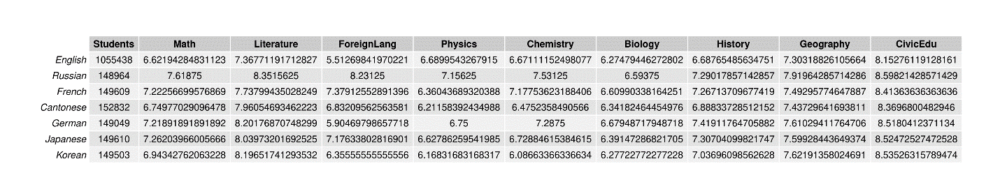 Students Math Literature ForeignLang Physics Chemistry Biology History Geography CivicEdu
English 1055438 6.62194284831123 7.36771191712827 5.51269841970221 6.6899543267915 6.67111152498077 6.27479446272802 6.68765485634751 7.30318826105664 8.15276119128161
Russian 148964 7.61875 8.3515625 8.23125 7.15625 7.53125 6.59375 7.29017857142857 7.91964285714286 8.59821428571429
French 149609 7.22256699576869 7.73799435028249 7.37912552891396 6.36043689320388 7.17753623188406 6.60990338164251 7.26713709677419 7.49295774647887 8.41363636363636
Cantonese 152832 6.74977029096478 7.96054693462223 6.83209562563581 6.21158392434988 6.4752358490566 6.34182464454976 6.88833728512152 7.43729641693811 8.3696800482946
German 149049 7.21891891891892 8.20176870748299 5.90469798657718 6.75 7.2875 6.67948717948718 7.41911764705882 7.61029411764706 8.5180412371134
Japanese 149610 7.26203966005666 8.03973201692525 7.17633802816901 6.62786259541985 6.72884615384615 6.39147286821705 7.30704099821747 7.59928443649374 8.52472527472528
Korean 149503 6.94342762063228 8.19651741293532 6.35555555555556 6.16831683168317 6.08663366336634 6.27722772277228 7.03696098562628 7.62191358024691 8.53526315789474